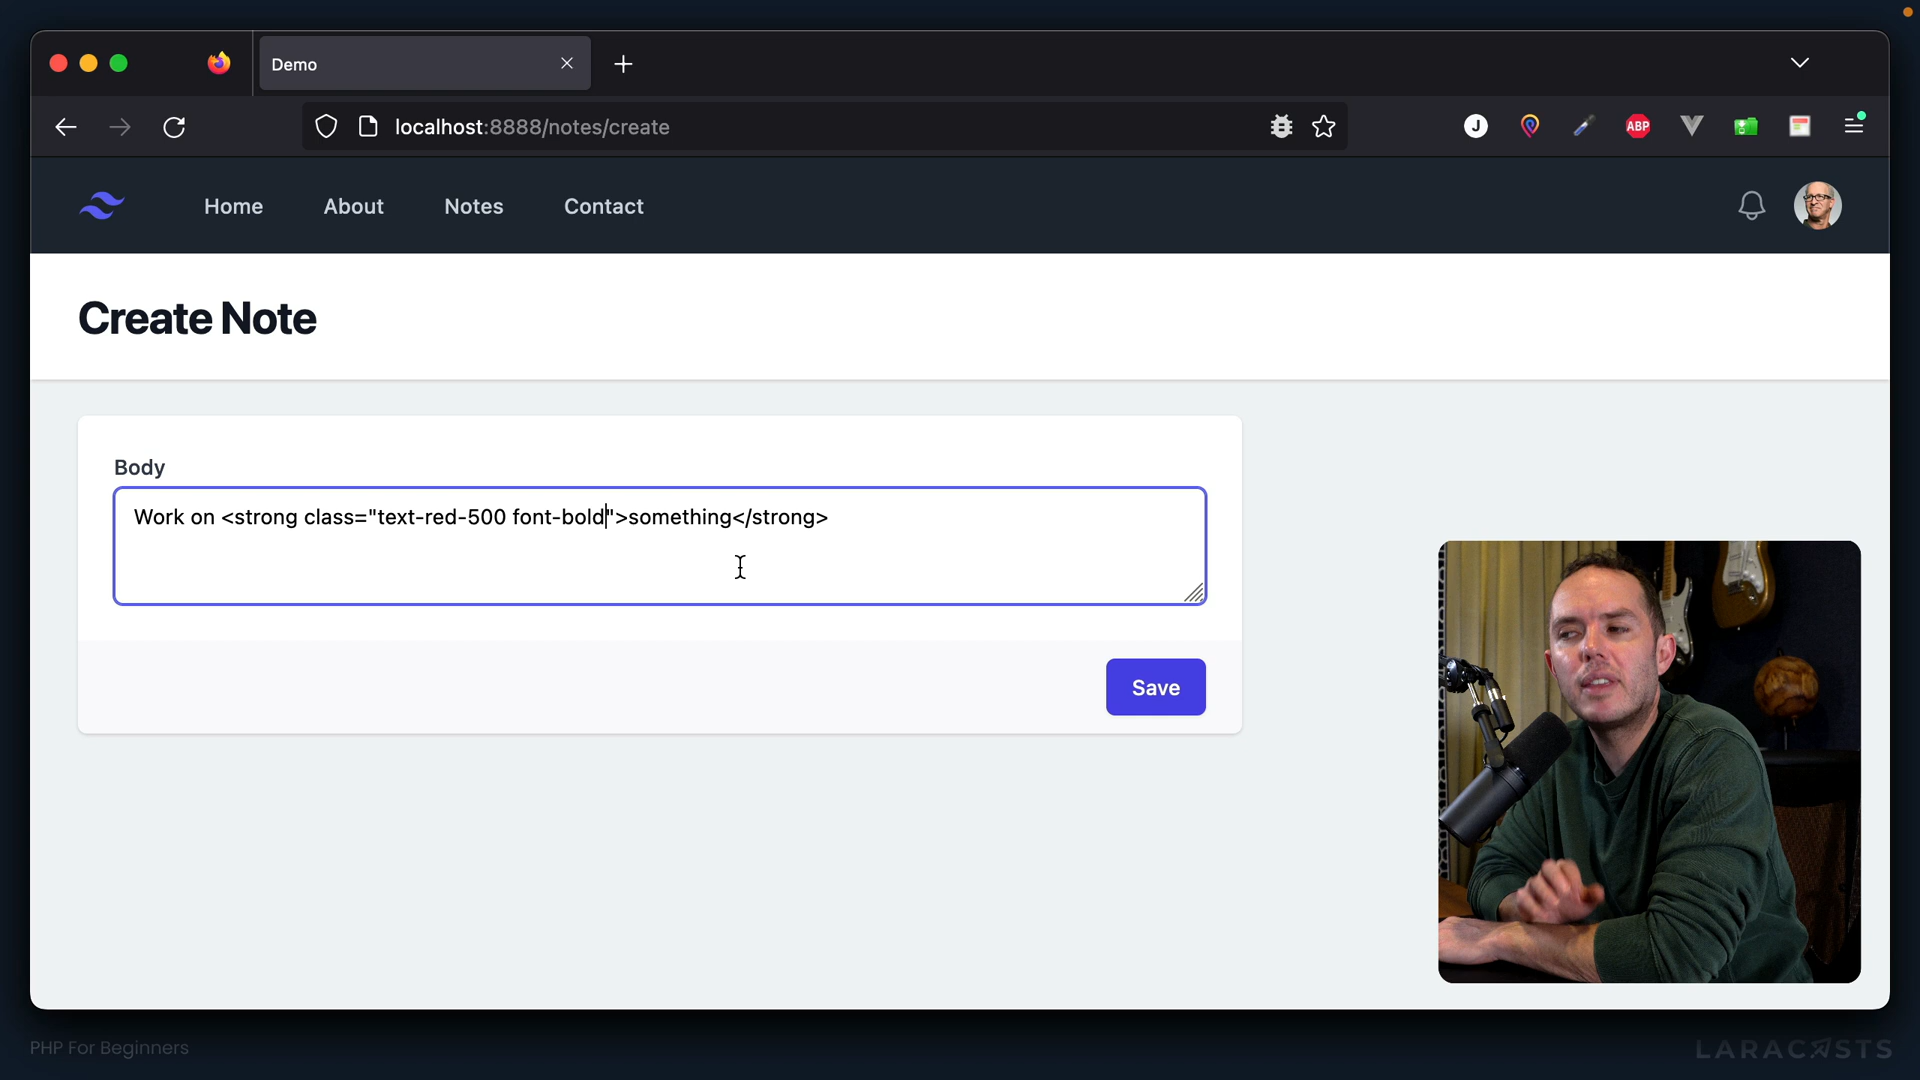 Demo
localhost:8888/notes/create
J
ABP
Home
About
Notes
Contact
Create Note
Body
Work on <strong class="text-red-500 font-bold">something</strong>
Save
PHP For Beginners
LARACASTS